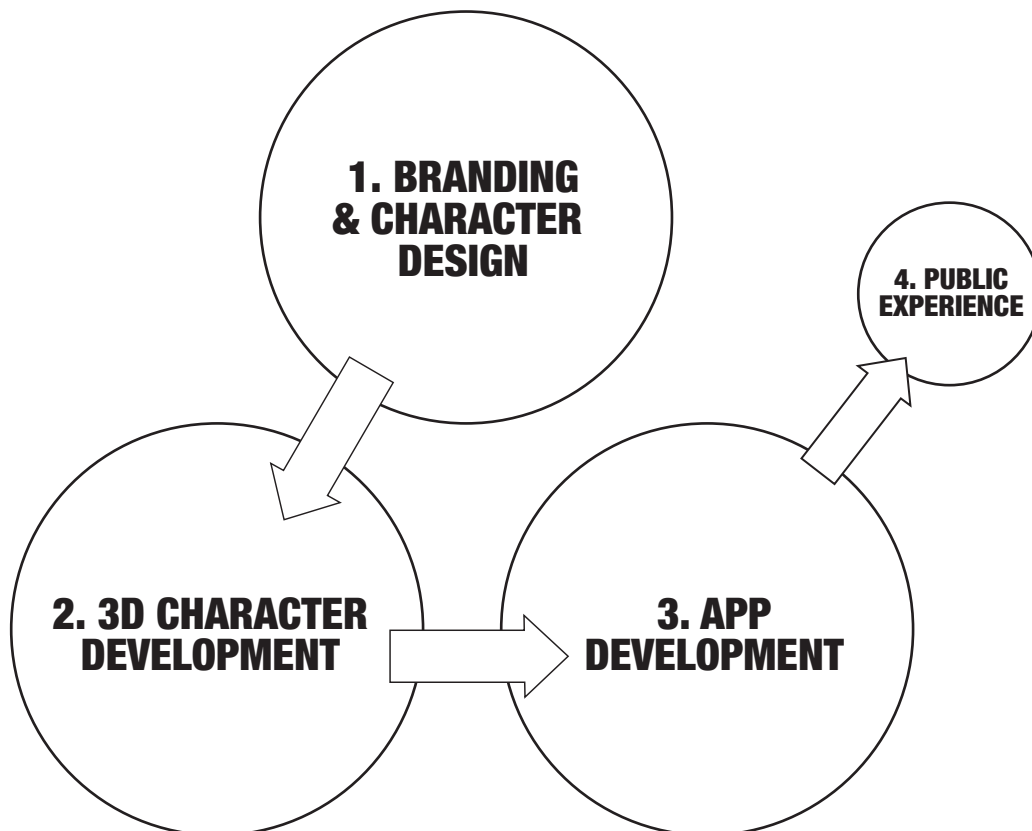 1. BRANDING
& CHARACTER
DESIGN
2. 3D CHARACTER
DEVELOPMENT
3. APP
DEVELOPMENT
4. PUBLIC
EXPERIENCE